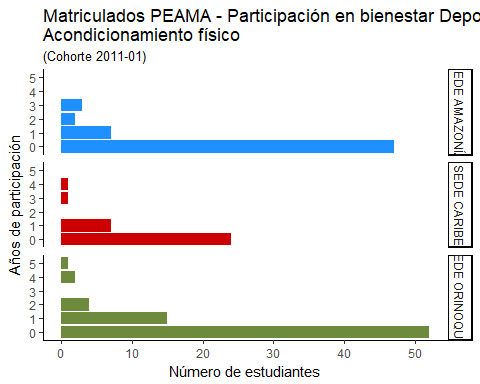 Matriculados PEAMA - Participación en bienestar Depo
Acondicionamiento físico
(Cohorte 2011-01)
Años de participación
5
4
3
2
1
0
EDE AMAZONÍ
5
4
3
2
1
0
SEDE CARIBE
5
4
3
2
1
0
EDE ORINOQU
0 10 20 30 40 50
Número de estudiantes